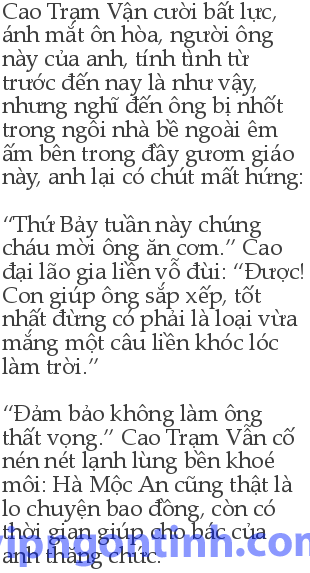 Cao Trạm Vận cười bất lực,
ánh mắt ôn hòa, người ông
này của anh, tính tình từ
trước đến nay là như vậy,
nhưng nghĩ đến ông bị nhốt
trong ngôi nhà bề ngoài êm
ấm bên trong đầy gươm giáo
này, anh lại có chút mất hứng:
“Thứ Bảy tuần này chúng
cháu mời ông ăn cơm.” Cao
đại lão gia liền vỗ đùi: “Được!
Con giúp ông sắp xếp, tốt
nhất đừng có phải là loại vừa
mắng một câu liền khóc lóc
làm trời.”
“Đảm bảo không làm ông
thất vọng.” Cao Trạm Vẫn cố
nén nét lạnh lùng bền khoé
môi: Hà Mộc An cũng thật là
lo chuyện bao đồng, còn có
thời gian giúp cho bác của
anh thăng chức.
vipngontinh.com